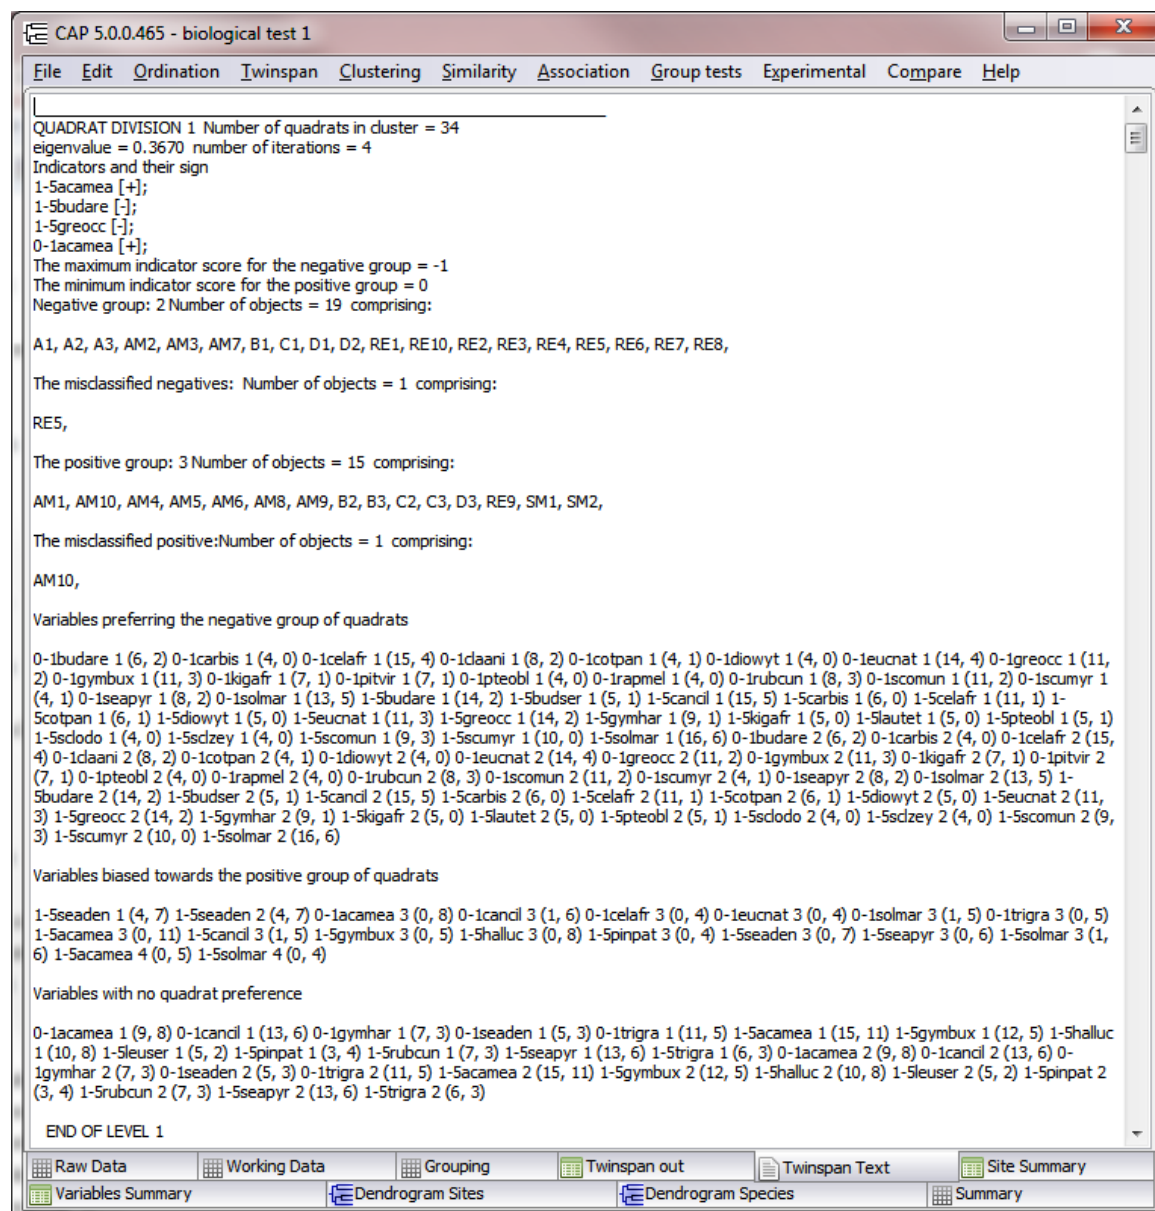 CAP 5.0.0.465 - biological test 1
File Edit Ordination Twinspan Clustering Similarity Association Group tests Experimental Compare Help
QUADRAT DIVISION 1 Number of quadrats in cluster = 34
eigenvalue = 0.3670 number of iterations = 4
Indicators and their sign
1-5acamea [+];
1-5budare [-];
1-5greocc [-];
0-1acamea [+];
The maximum indicator score for the negative group = -1
The minimum indicator score for the positive group = 0
Negative group: 2 Number of objects = 19 comprising:
A1, A2, A3, AM2, AM3, AM7, B1, C1, D1, D2, RE1, RE10, RE2, RE3, RE4, RE5, RE6, RE7, RE8,
The misclassified negatives: Number of objects = 1 comprising:
RE5,
The positive group: 3 Number of objects = 15 comprising:
AM1, AM10, AM4, AM5, AM6, AM8, AM9, B2, B3, C2, C3, D3, RE9, SM1, SM2,
The misclassified positive:Number of objects = 1 comprising:
AM10,
Variables preferring the negative group of quadrats
0-1budare 1 (6, 2) 0-1carbis 1 (4, 0) 0-1celafr 1 (15, 4) 0-1claani 1 (8, 2) 0-1cotpan 1 (4, 1) 0-1diowyt 1 (4, 0) 0-1eucnat 1 (14, 4) 0-1greocc 1 (11,
2) 0-1gymbux 1 (11, 3) 0-1kigafr 1 (7, 1) 0-1pitvir 1 (7, 1) 0-1pteobl 1 (4, 0) 0-1rapmel 1 (4, 0) 0-1rubcun 1 (8, 3) 0-1scomun 1 (11, 2) 0-1scumyr 1
(4, 1) 0-1seapyr 1 (8, 2) 0-1solmar 1 (13, 5) 1-5budare 1 (14, 2) 1-5budser 1 (5, 1) 1-5cancil 1 (15, 5) 1-5carbis 1 (6, 0) 1-5celafr 1 (11, 1) 1-
5cotpan 1 (6, 1) 1-5diowyt 1 (5, 0) 1-5eucnat 1 (11, 3) 1-5greocc 1 (14, 2) 1-5gymhar 1 (9, 1) 1-5kigafr 1 (5, 0) 1-5lautet 1 (5, 0) 1-5pteobl 1 (5, 1)
1-5sclodo 1 (4, 0) 1-5sclzey 1 (4, 0) 1-5scomun 1 (9, 3) 1-5scumyr 1 (10, 0) 1-5solmar 1 (16, 6) 0-1budare 2 (6, 2) 0-1carbis 2 (4, 0) 0-1celafr 2 (15,
4) 0-1claani 2 (8, 2) 0-1cotpan 2 (4, 1) 0-1diowyt 2 (4, 0) 0-1eucnat 2 (14, 4) 0-1greocc 2 (11, 2) 0-1gymbux 2 (11, 3) 0-1kigafr 2 (7, 1) 0-1pitvir 2
(7, 1) 0-1pteobl 2 (4, 0) 0-1rapmel 2 (4, 0) 0-1rubcun 2 (8, 3) 0-1scomun 2 (11, 2) 0-1scumyr 2 (4, 1) 0-1seapyr 2 (8, 2) 0-1solmar 2 (13, 5) 1-
5budare 2 (14, 2) 1-5budser 2 (5, 1) 1-5cancil 2 (15, 5) 1-5carbis 2 (6, 0) 1-5celafr 2 (11, 1) 1-5cotpan 2 (6, 1) 1-5diowyt 2 (5, 0) 1-5eucnat 2 (11,
3) 1-5greocc 2 (14, 2) 1-5gymhar 2 (9, 1) 1-5kigafr 2 (5, 0) 1-5lautet 2 (5, 0) 1-5pteobl 2 (5, 1) 1-5sclodo 2 (4, 0) 1-5sclzey 2 (4, 0) 1-5scomun 2 (9,
3) 1-5scumyr 2 (10, 0) 1-5solmar 2 (16, 6)
Variables biased towards the positive group of quadrats
1-5seaden 1 (4, 7) 1-5seaden 2 (4, 7) 0-1acamea 3 (0, 8) 0-1cancil 3 (1, 6) 0-1celafr 3 (0, 4) 0-1eucnat 3 (0, 4) 0-1solmar 3 (1, 5) 0-1trigra 3 (0, 5)
1-5acamea 3 (0, 11) 1-5cancil 3 (1, 5) 1-5gymbux 3 (0, 5) 1-5halluc 3 (0, 8) 1-5pinpat 3 (0, 4) 1-5seaden 3 (0, 7) 1-5seapyr 3 (0, 6) 1-5solmar 3 (1,
6) 1-5acamea 4 (0, 5) 1-5solmar 4 (0, 4)
Variables with no quadrat preference
0-1acamea 1 (9, 8) 0-1cancil 1 (13, 6) 0-1gymhar 1 (7, 3) 0-1seaden 1 (5, 3) 0-1trigra 1 (11, 5) 1-5acamea 1 (15, 11) 1-5gymbux 1 (12, 5) 1-5halluc
1 (10, 8) 1-5leuser 1 (5, 2) 1-5pinpat 1 (3, 4) 1-5rubcun 1 (7, 3) 1-5seapyr 1 (13, 6) 1-5trigra 1 (6, 3) 0-1acamea 2 (9, 8) 0-1cancil 2 (13, 6) 0-
1gymhar 2 (7, 3) 0-1seaden 2 (5, 3) 0-1trigra 2 (11, 5) 1-5acamea 2 (15, 11) 1-5gymbux 2 (12, 5) 1-5halluc 2 (10, 8) 1-5leuser 2 (5, 2) 1-5pinpat 2
(3, 4) 1-5rubcun 2 (7, 3) 1-5seapyr 2 (13, 6) 1-5trigra 2 (6, 3)
END OF LEVEL 1
Raw Data Working Data Grouping Twinspan out Twinspan Text Site Summary
Variables Summary Dendrogram Sites Dendrogram Species Summary